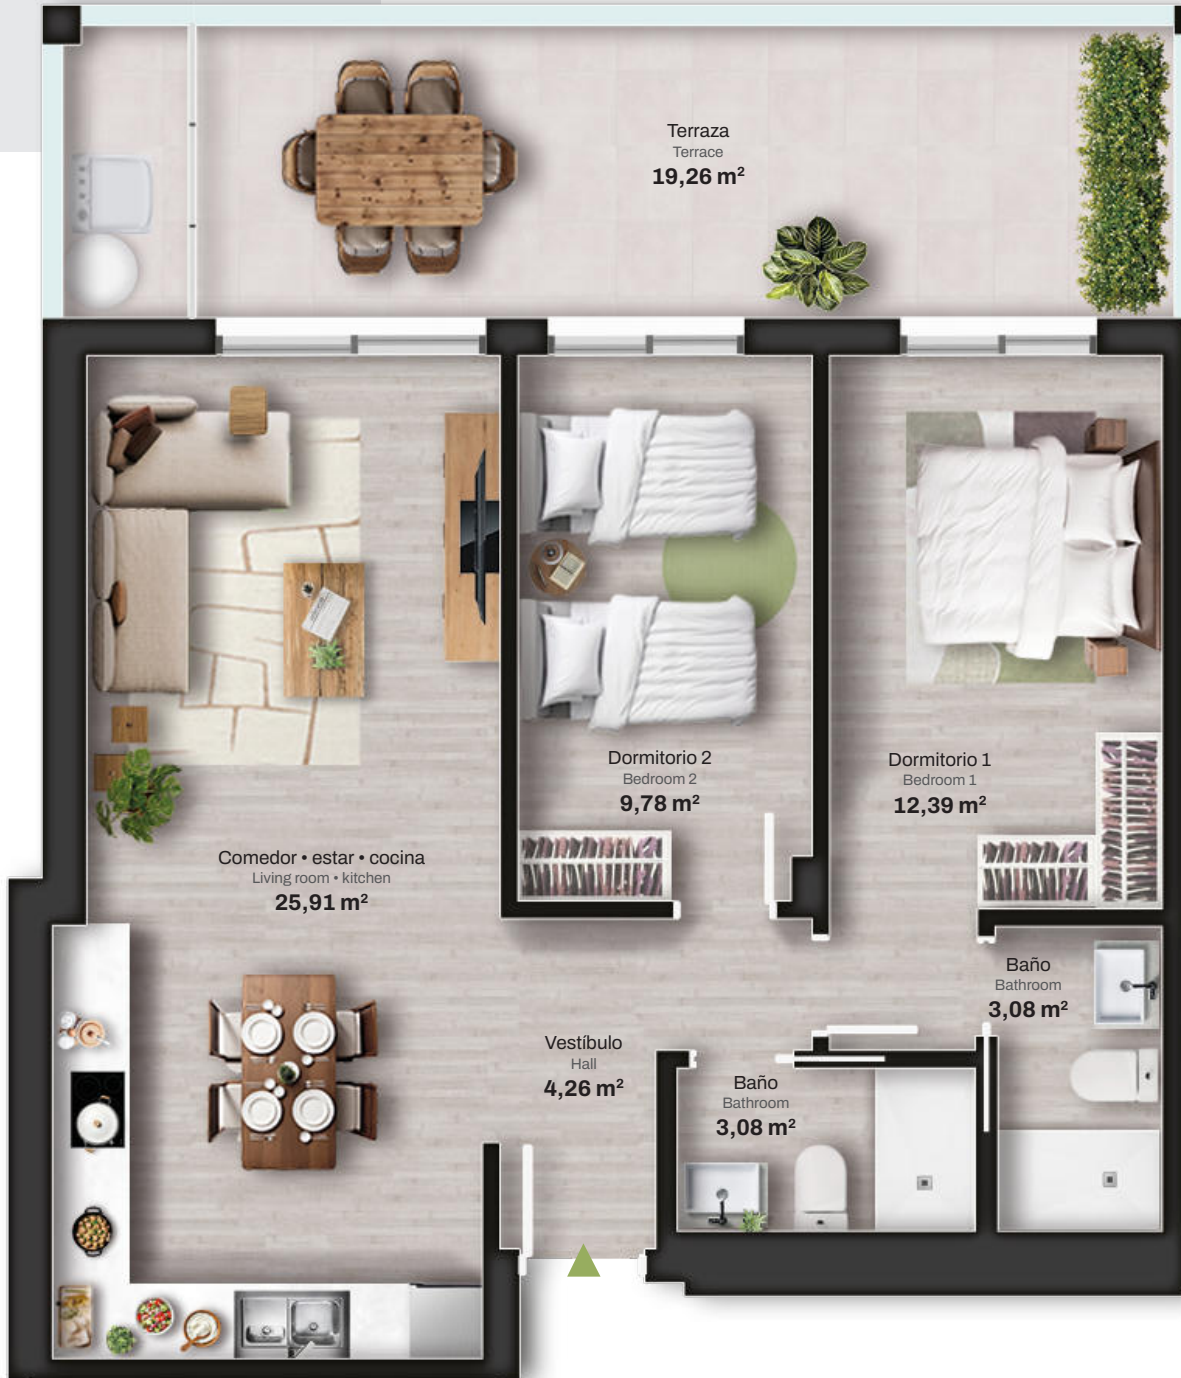 Terraza
Terrace
19,26 m²
Dormitorio 2
Bedroom 2
9,78 m²
Dormitorio 1
Bedroom 1
12,39 m²
Comedor • estar • cocina
Living room • kitchen
25,91 m²
Baño
Bathroom
3,08 m²
Vestíbulo
Hall
4,26 m²
Baño
Bathroom
3,08 m²